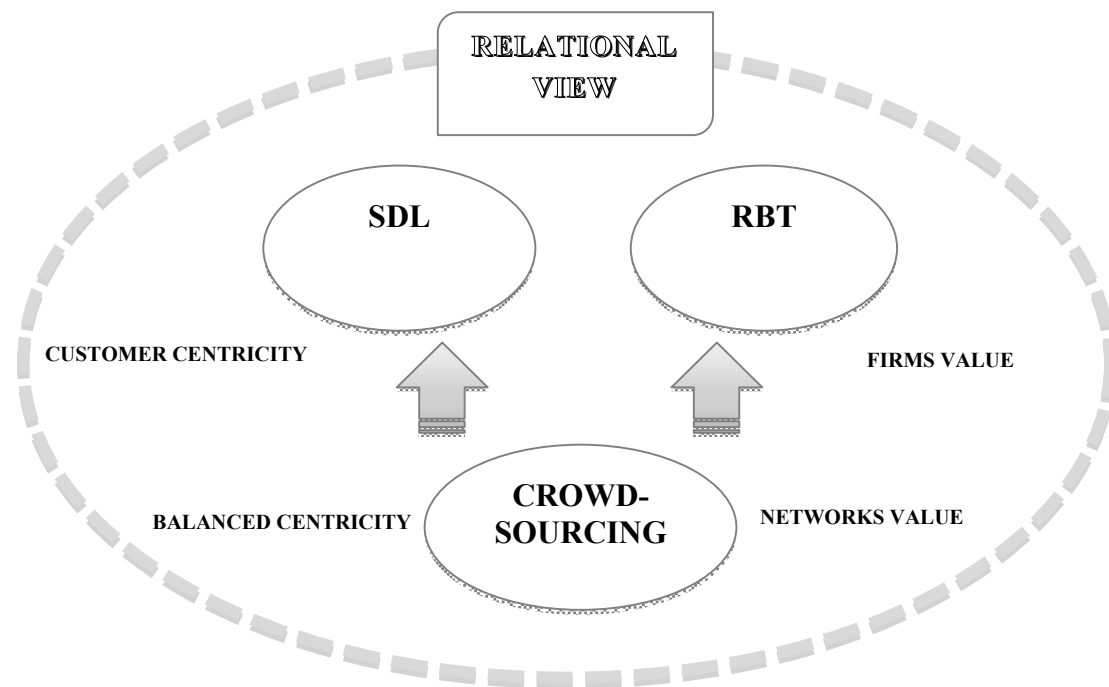 RELATIONAL
VIEW
SDL
RBT
CUSTOMER CENTRICITY
FIRMS VALUE
CROWD-
SOURCING
BALANCED CENTRICITY
NETWORKS VALUE